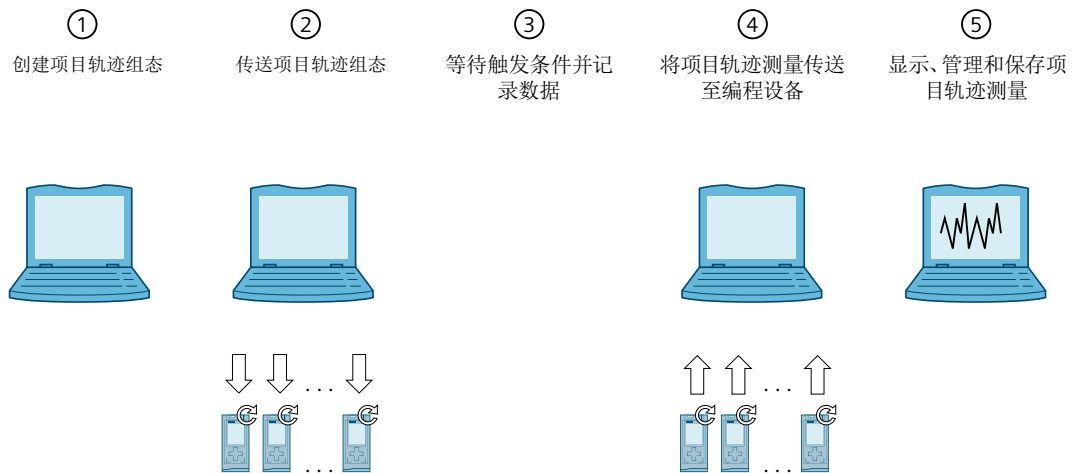 ①
创建项目轨迹组态
②
传送项目轨迹组态
③
等待触发条件并记
录数据
④
将项目轨迹测量传送
至编程设备
⑤
显示、管理和保存项
目轨迹测量
...
...
...
...